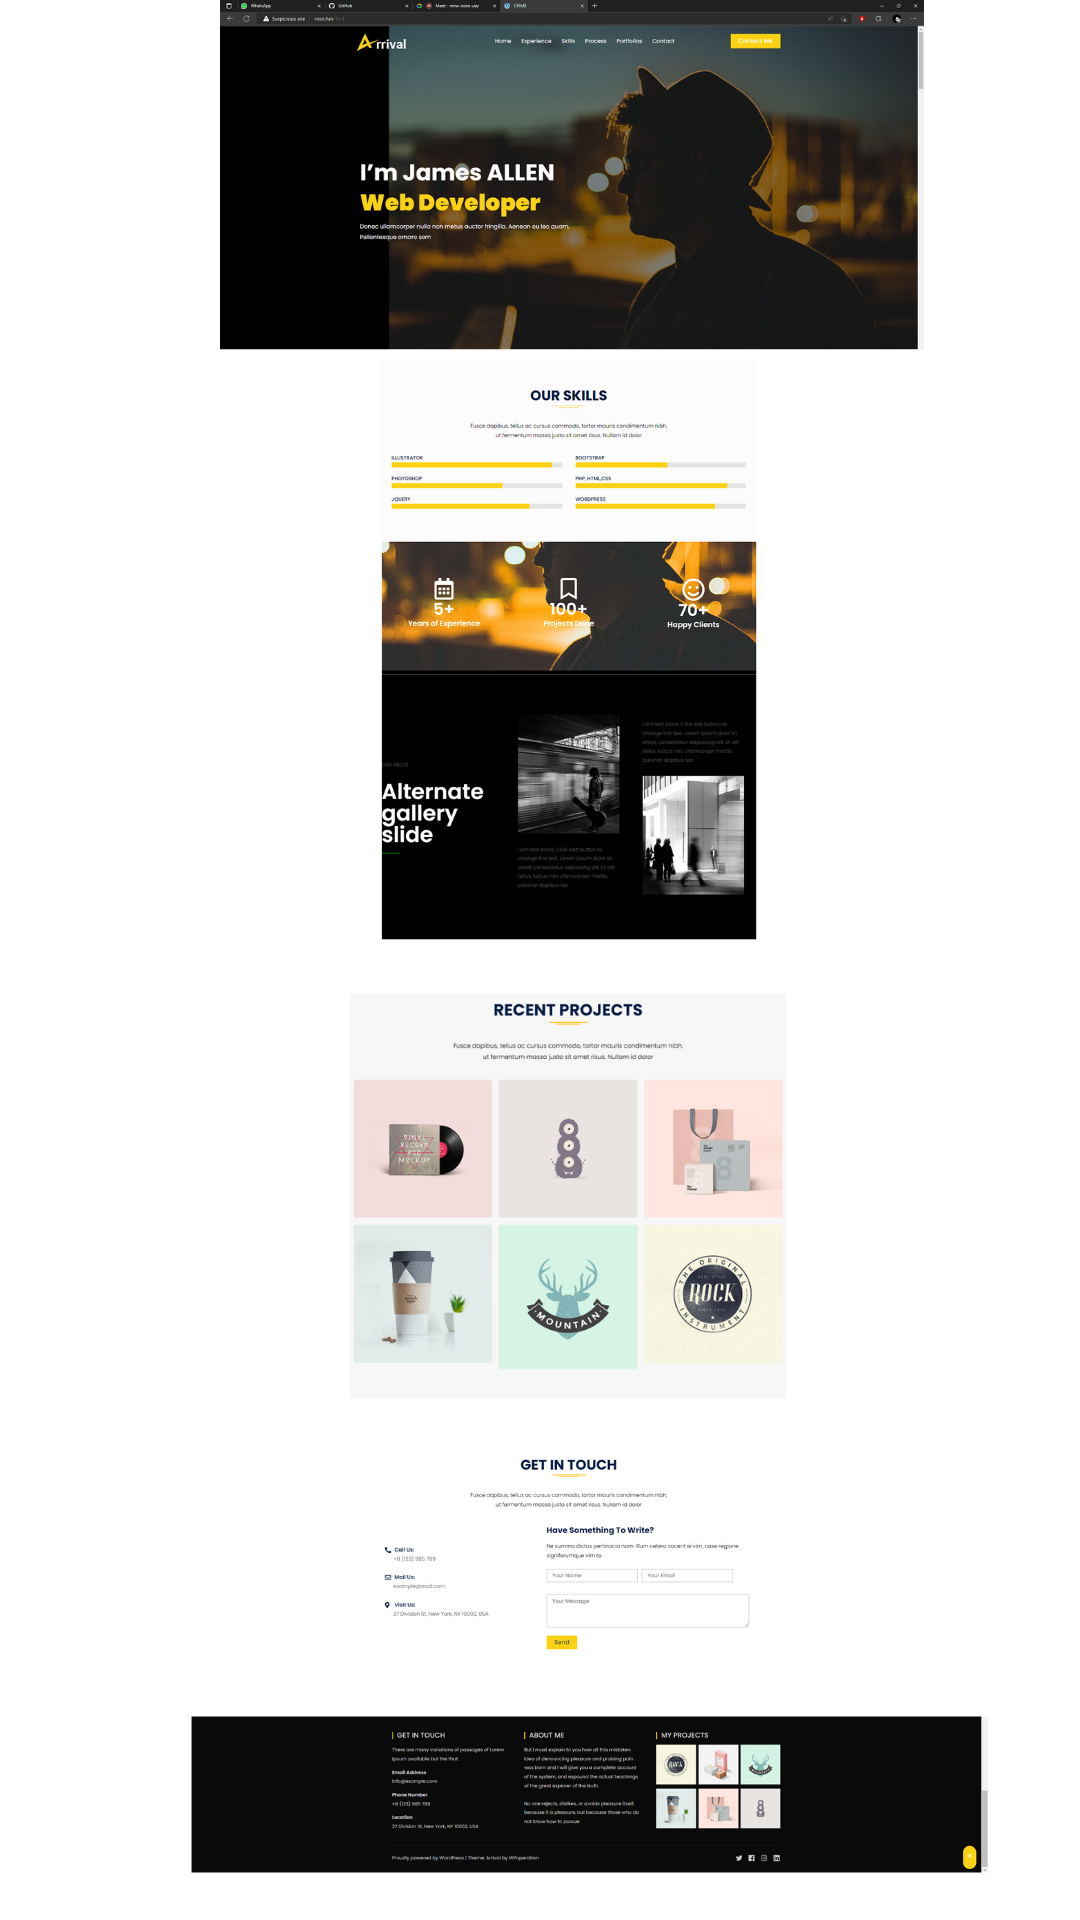 WhatsApp
GitHub
Meet - mvw-aoax-uey
CRIMS
Suspicious site
Arrival
Home Experience Skills Process Portfolios Contact
Contact Me
I'm James ALLEN
Web Developer
Donec ullamcorper nulla non metus auctor fringilla. Aenean eu leo quam.
Pellentesque ornare sem
OUR SKILLS
Fusce dapibus, tellus ac cursus commodo, tortor mauris condimentum nibh,
ut fermentum massa justo sit amet risus. Nullam id dolor
ILLUSTRATOR
BOOTSTRAP
PHOTOSHOP
PHP, HTML,CSS
JQUERY
WORDPRESS
5+
Years of Experience
100+
Projects Done
70+
Happy Clients
OUR RECIST
Alternate
gallery
slide
I am text block. Click edit button to
change this text. Lorem ipsum dolor sit
amet, consectetur adipiscing elit. Ut elit
tellus, luctus nec ullamcorper mattis,
pulvinar dapibus leo.
I am text block. Click edit button to
change this text. Lorem ipsum dolor sit
amet, consectetur adipiscing elit. Ut elit
tellus, luctus nec ullamcorper mattis,
pulvinar dapibus leo.
RECENT PROJECTS
Fusce dapibus, tellus ac cursus commodo, tortor mauris condimentum nibh,
ut fermentum massa justo sit amet risus. Nullam id dolor
VINYL
RECORD
PSD
MOCKUP
8
MOUNTAIN
THE ORIGINAL
REAL STYLE
ROCK
INSTRUMENT
GET IN TOUCH
Fusce dapibus, tellus ac cursus commodo, tortor mauris condimentum nibh,
ut fermentum massa justo sit amet risus. Nullam id dolor
Call Us:
+8 (123) 985 789
Mail Us:
example@mail.com
Visit Us:
27 Division St, New York, NY 10002, USA
Have Something To Write?
Ne summo dictas pertinacia nam. Illum cetero vocent ei vim, case regione
signiferumque vim te.
Your Name
Your Email
Your Message
Send
GET IN TOUCH
There are many variations of passages of Lorem
Ipsum available but the that
Email Address
info@example.com
Phone Number
+8 (123) 985 789
Location
27 Division St, New York, NY 10002, USA
ABOUT ME
But I must explain to you how all this mistaken
idea of denouncing pleasure and praising pain
was born and I will give you a complete account
of the system, and expound the actual teachings
of the great explorer of the truth.
No one rejects, dislikes, or avoids pleasure itself,
because it is pleasure, but because those who do
not know how to pursue
MY PROJECTS
Proudly powered by WordPress | Theme: Arrival by WPoperation